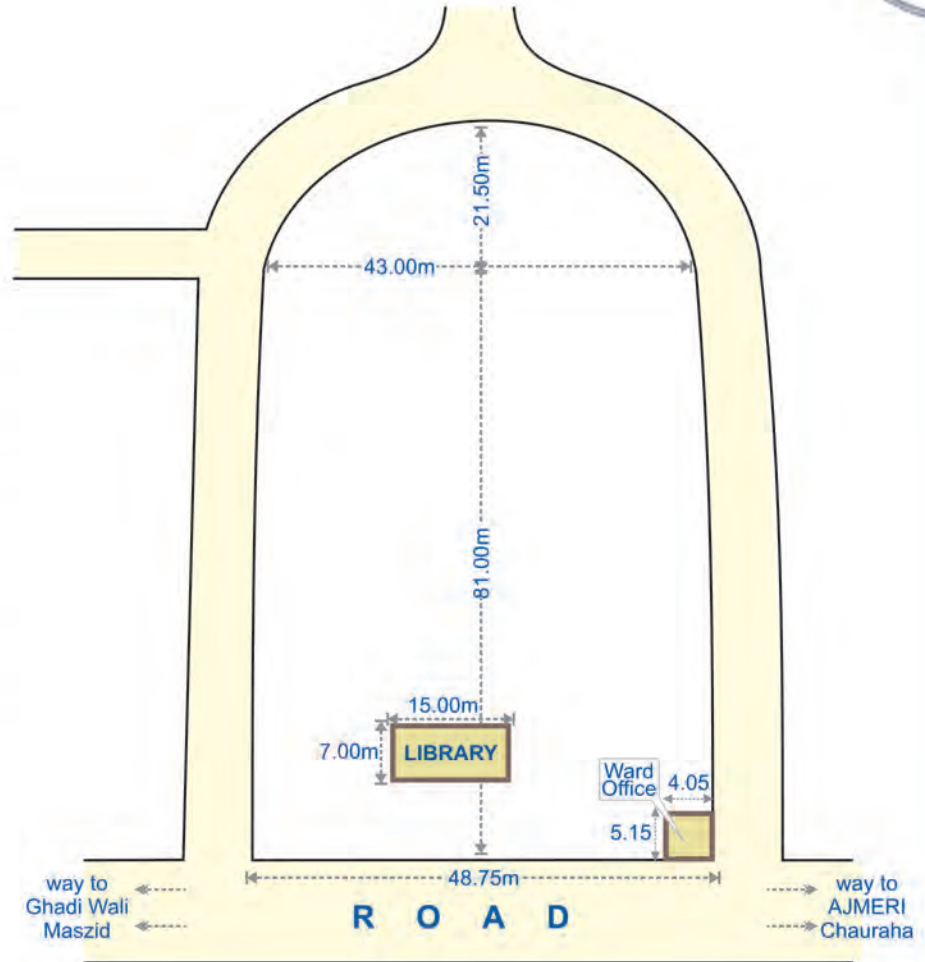 21.50m
43.00m
81.00m
15.00m
7.00m
LIBRARY
Ward
Office
4.05
5.15
48.75m
way to
Ghadi Wali
Maszid
R O A D
way to
AJMERI
Chauraha